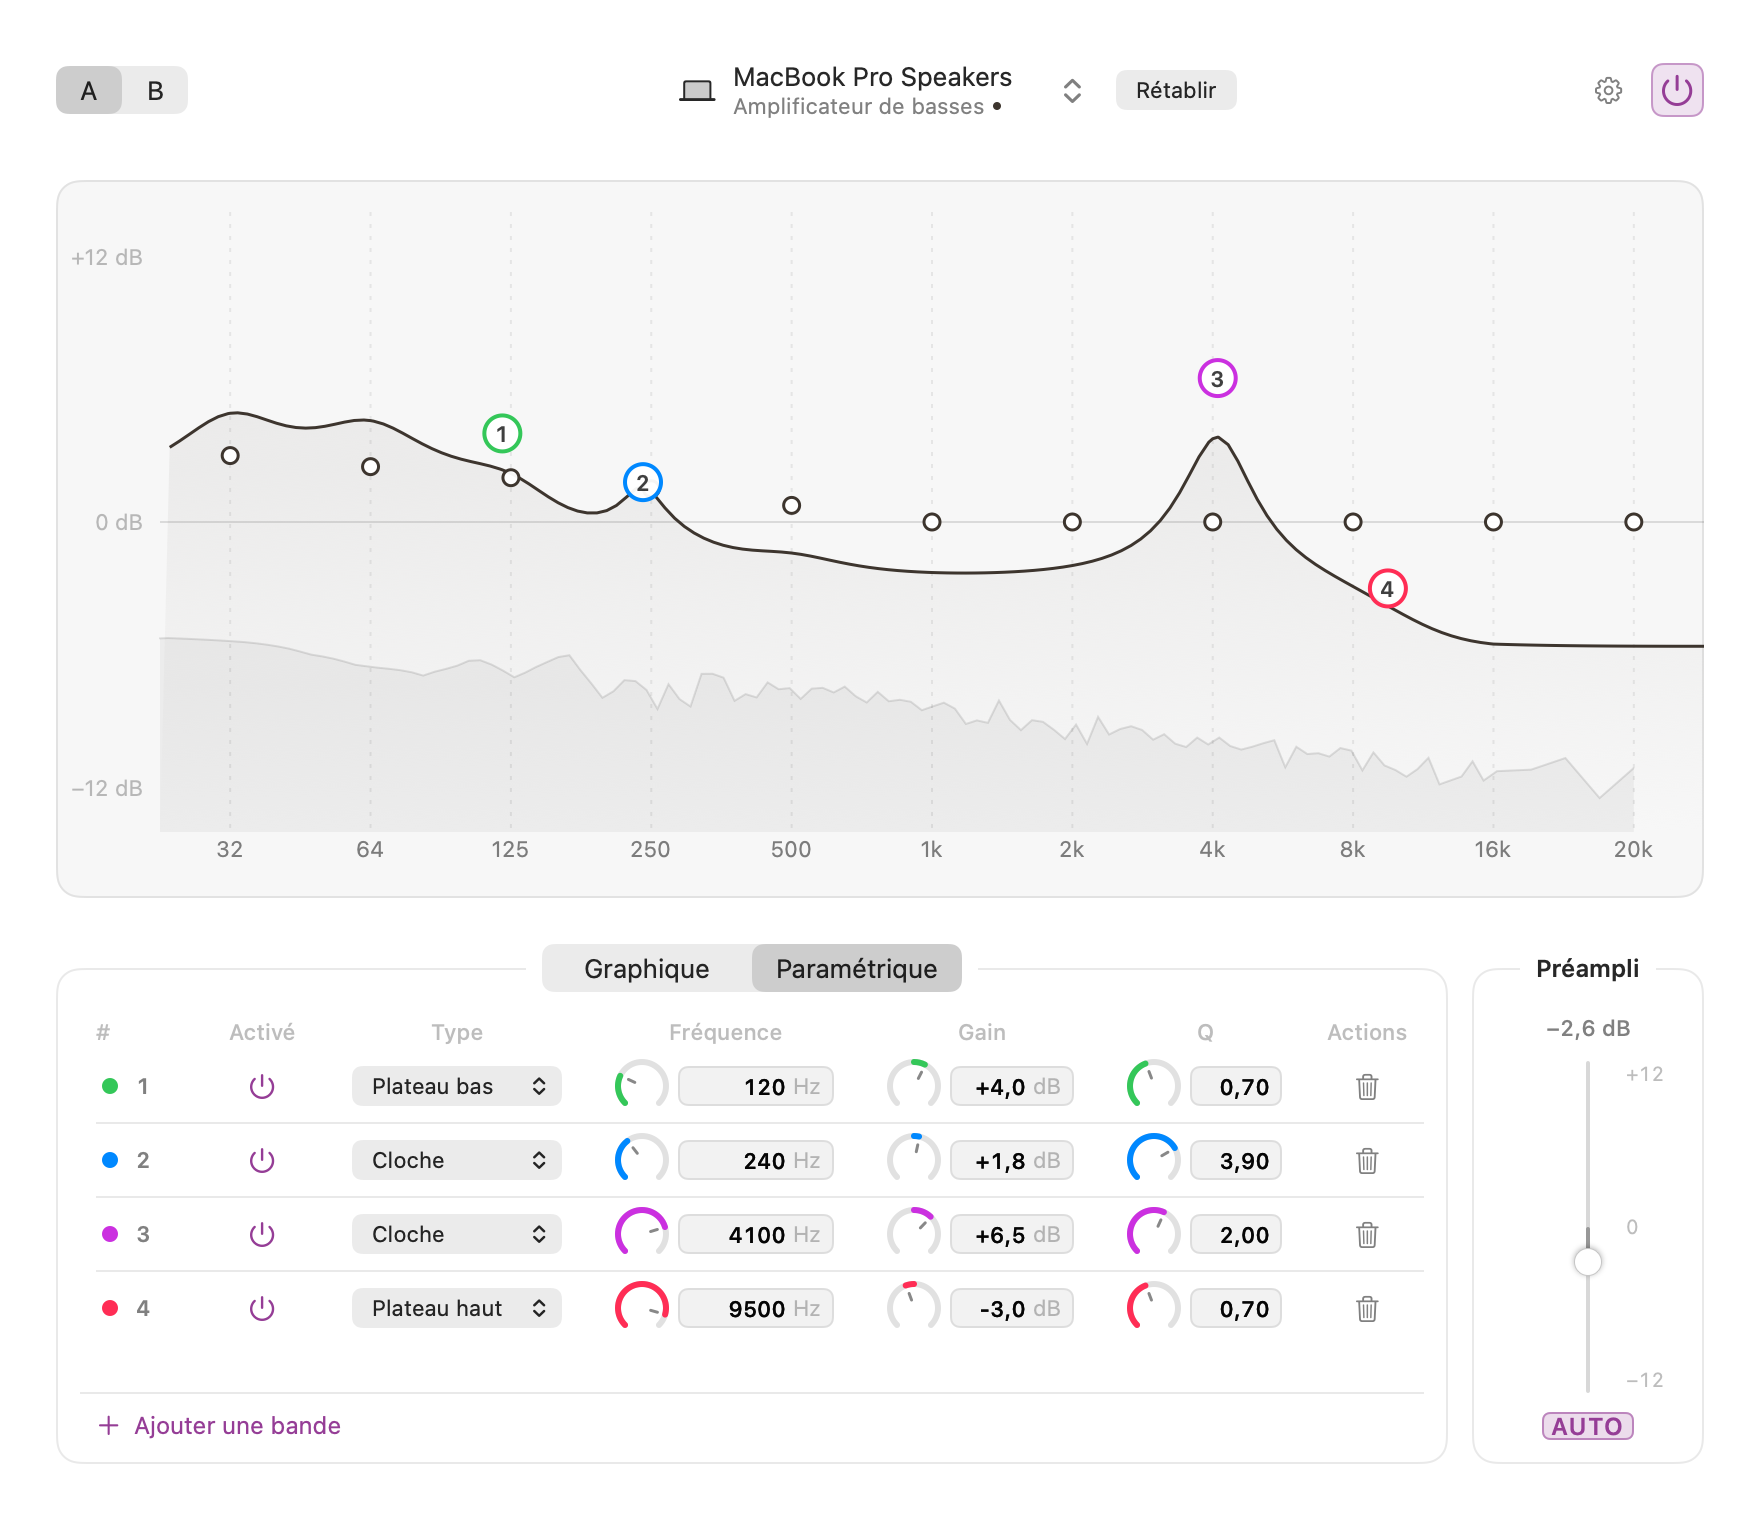 A B
MacBook Pro Speakers
Amplificateur de basses •
Rétablir
+12 dB
0 dB
−12 dB
1
2
3
4
32 64 125 250 500 1k 2k 4k 8k 16k 20k
Graphique Paramétrique
# Activé Type Fréquence Gain Q Actions
1 Plateau bas 120 Hz +4,0 dB 0,70
2 Cloche 240 Hz +1,8 dB 3,90
3 Cloche 4100 Hz +6,5 dB 2,00
4 Plateau haut 9500 Hz -3,0 dB 0,70
+ Ajouter une bande
Préampli
−2,6 dB
+12
0
−12
AUTO